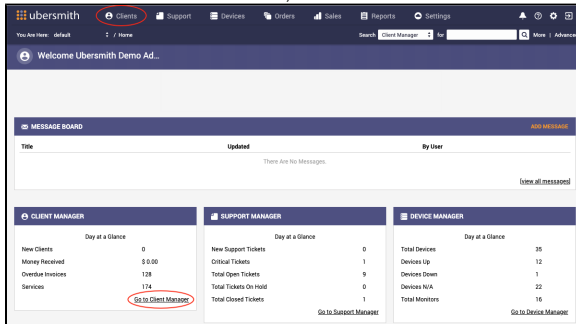 ubersmith Clients Support Devices Orders Sales Reports Settings
You Are Here: default / Home Search Client Manager for More | Advance
Welcome Ubersmith Demo Ad...
MESSAGE BOARD ADD MESSAGE
Title Updated By User
There Are No Messages.
[view all messages]
CLIENT MANAGER
Day at a Glance
New Clients 0
Money Received $ 0.00
Overdue Invoices 128
Services 174
Go to Client Manager
SUPPORT MANAGER
Day at a Glance
New Support Tickets 0
Critical Tickets 1
Total Open Tickets 9
Total Tickets On Hold 0
Total Closed Tickets 1
Go to Support Manager
DEVICE MANAGER
Day at a Glance
Total Devices 35
Devices Up 12
Devices Down 1
Devices N/A 22
Total Monitors 16
Go to Device Manager